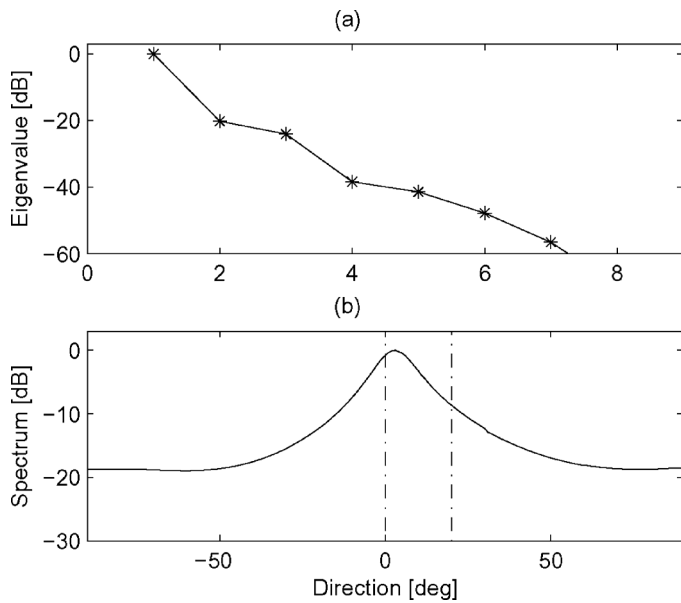 (a)
Eigenvalue [dB]
0
−20
−40
−60
0 2 4 6 8
(b)
Spectrum [dB]
0
−10
−20
−30
−50 0 50
Direction [deg]